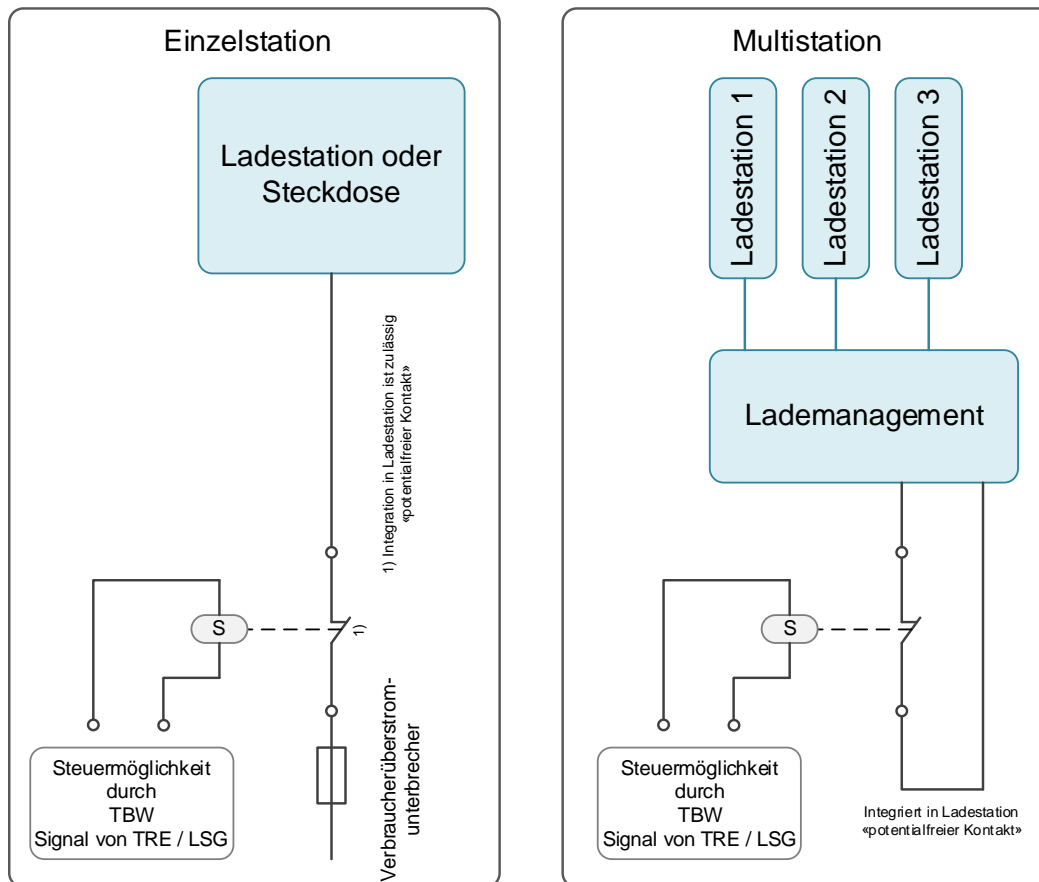 Einzelstation
Ladestation oder
Steckdose
1) Integration in Ladestation ist zulässig
«potentialfreier Kontakt»
S
1)
Verbraucherüberstrom-
unterbrecher
Steuermöglichkeit
durch
TBW
Signal von TRE / LSG
Multistation
Ladestation 1
Ladestation 2
Ladestation 3
Lademanagement
S
Steuermöglichkeit
durch
TBW
Signal von TRE / LSG
Integriert in Ladestation
«potentialfreier Kontakt»